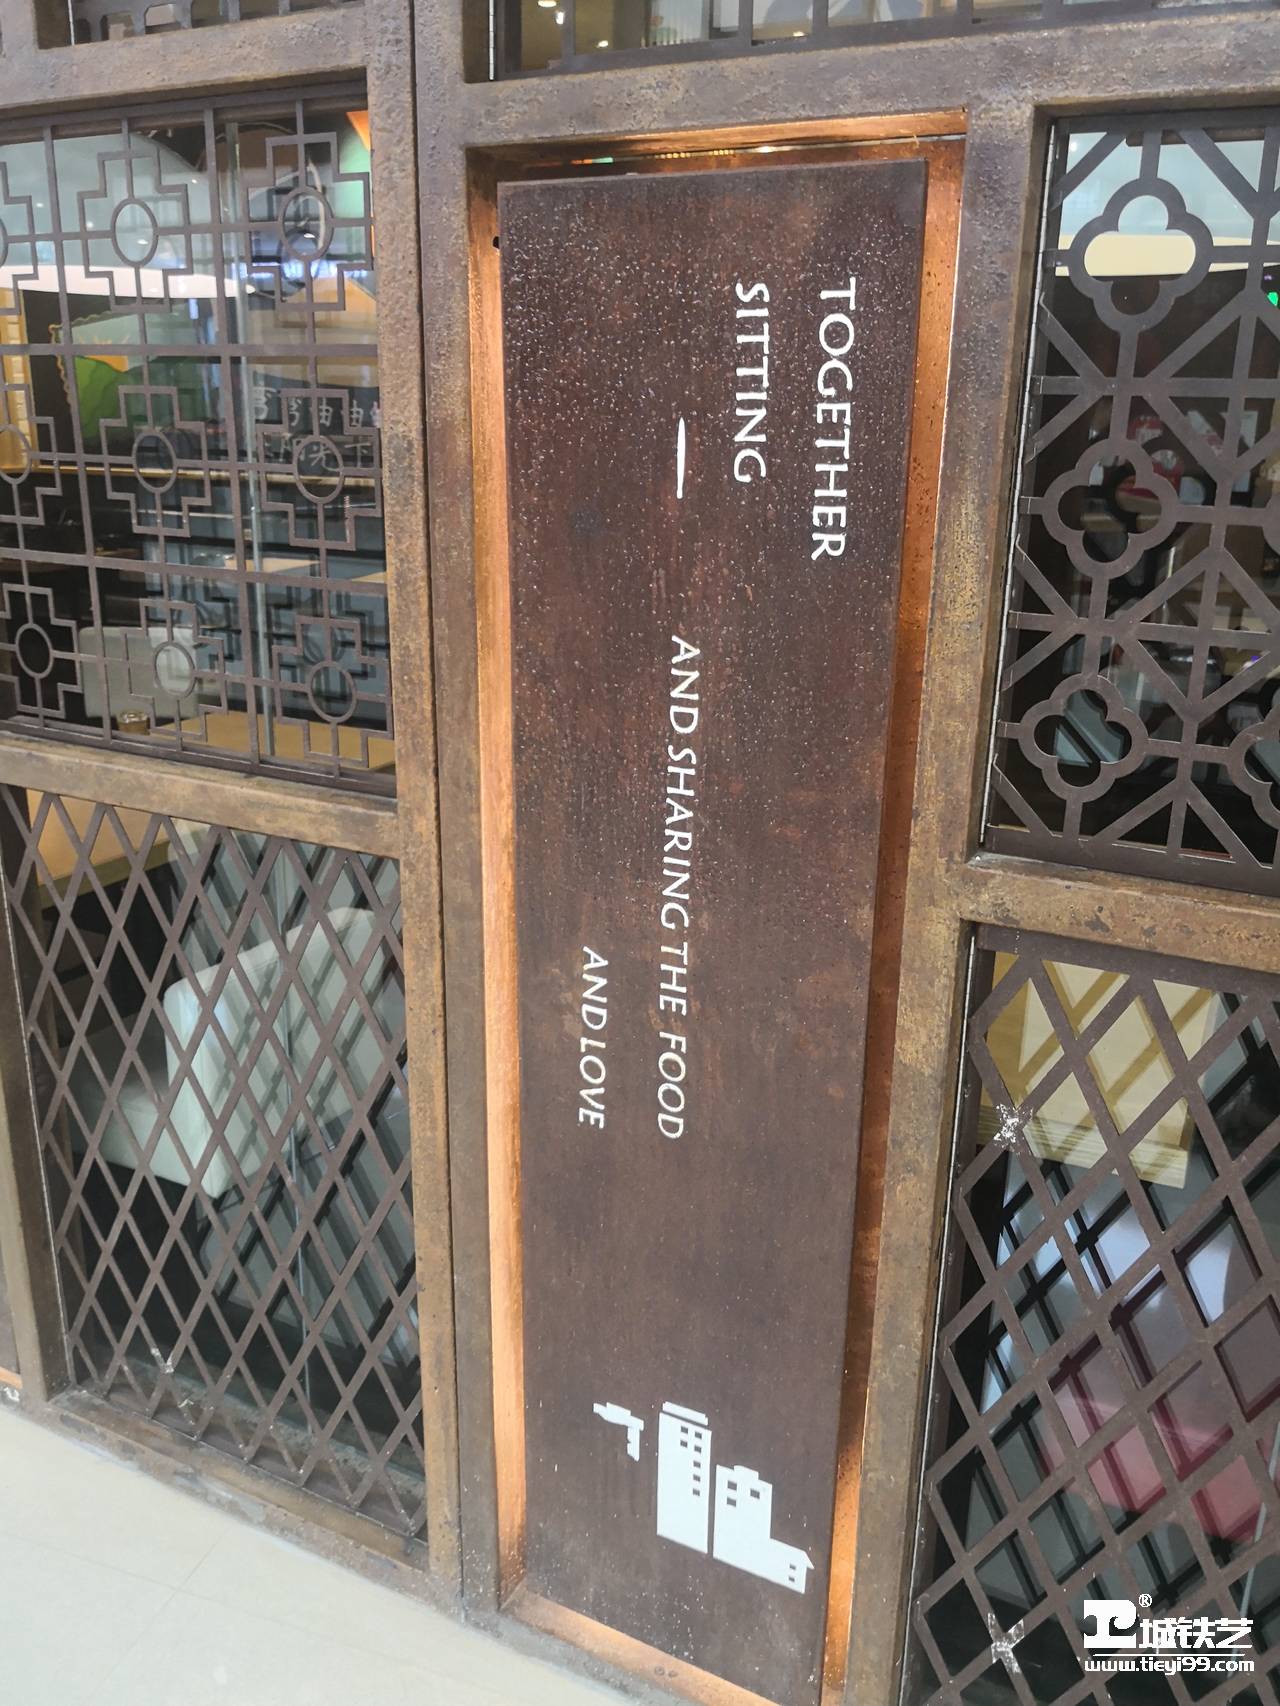 TOGETHER
SITTING
— AND SHARING THE FOOD
AND LOVE
城铁艺
®
www.tieyi99.com